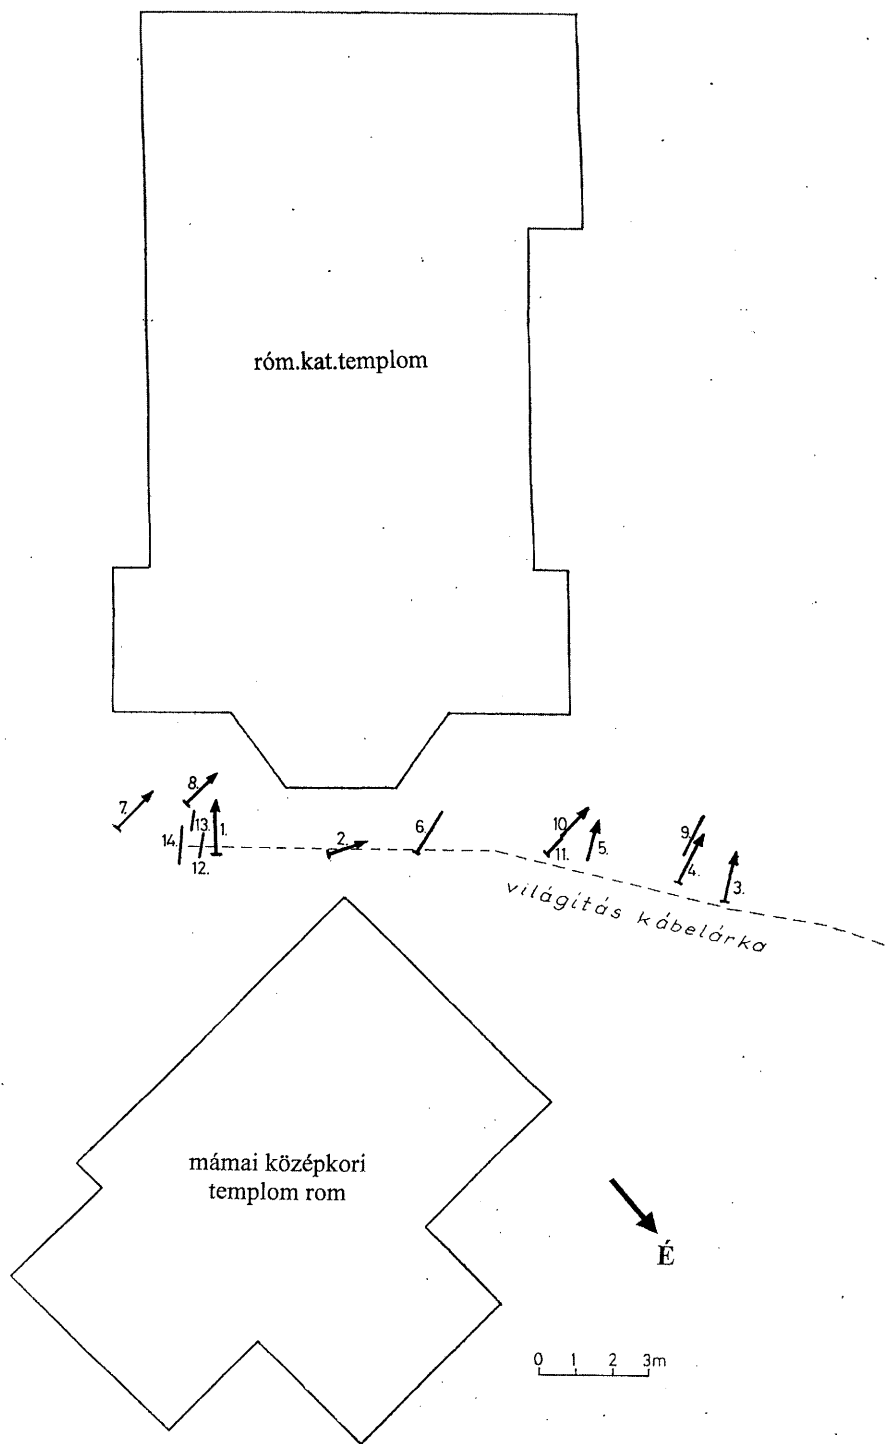 róm.kat.templom
8.
7.
13.
1.
14.
12.
2.
6.
10.
11.
5.
9.
4.
3.
világítás kábelárka
mámai középkori
templom rom
É
0 1 2 3m